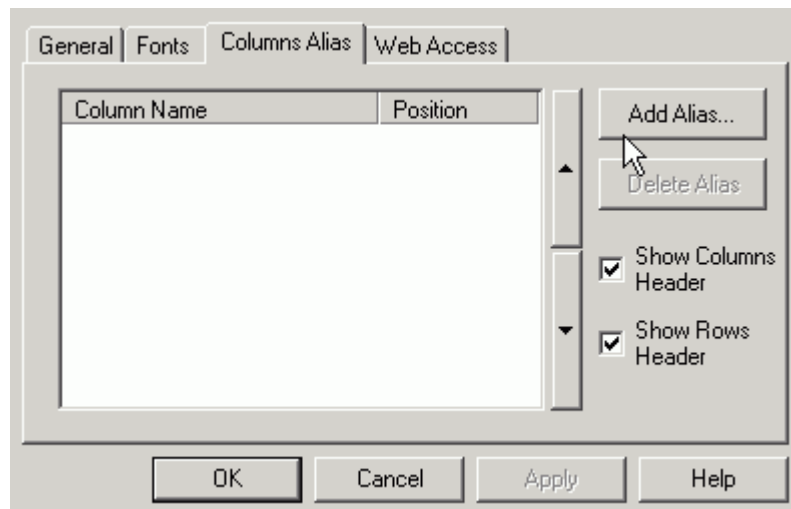 General Fonts Columns Alias Web Access
Column Name Position
Add Alias...
Delete Alias
Show Columns
Header
Show Rows
Header
OK Cancel Apply Help